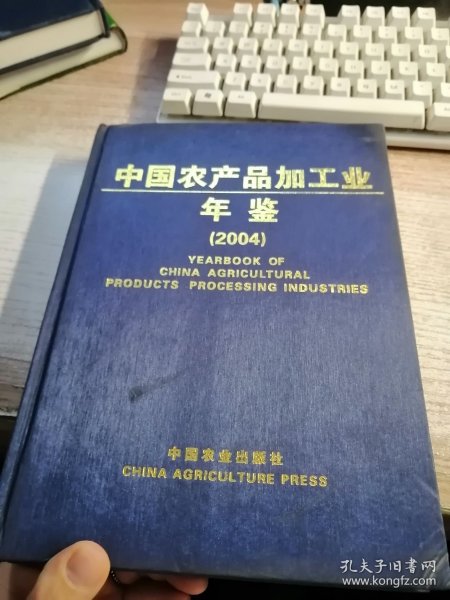 中国农产品加工业
年鉴
(2004)
YEARBOOK OF
CHINA AGRICULTURAL
PRODUCTS PROCESSING INDUSTRIES
中国农业出版社
CHINA AGRICULTURE PRESS
孔夫子旧书网
www.kongfz.com